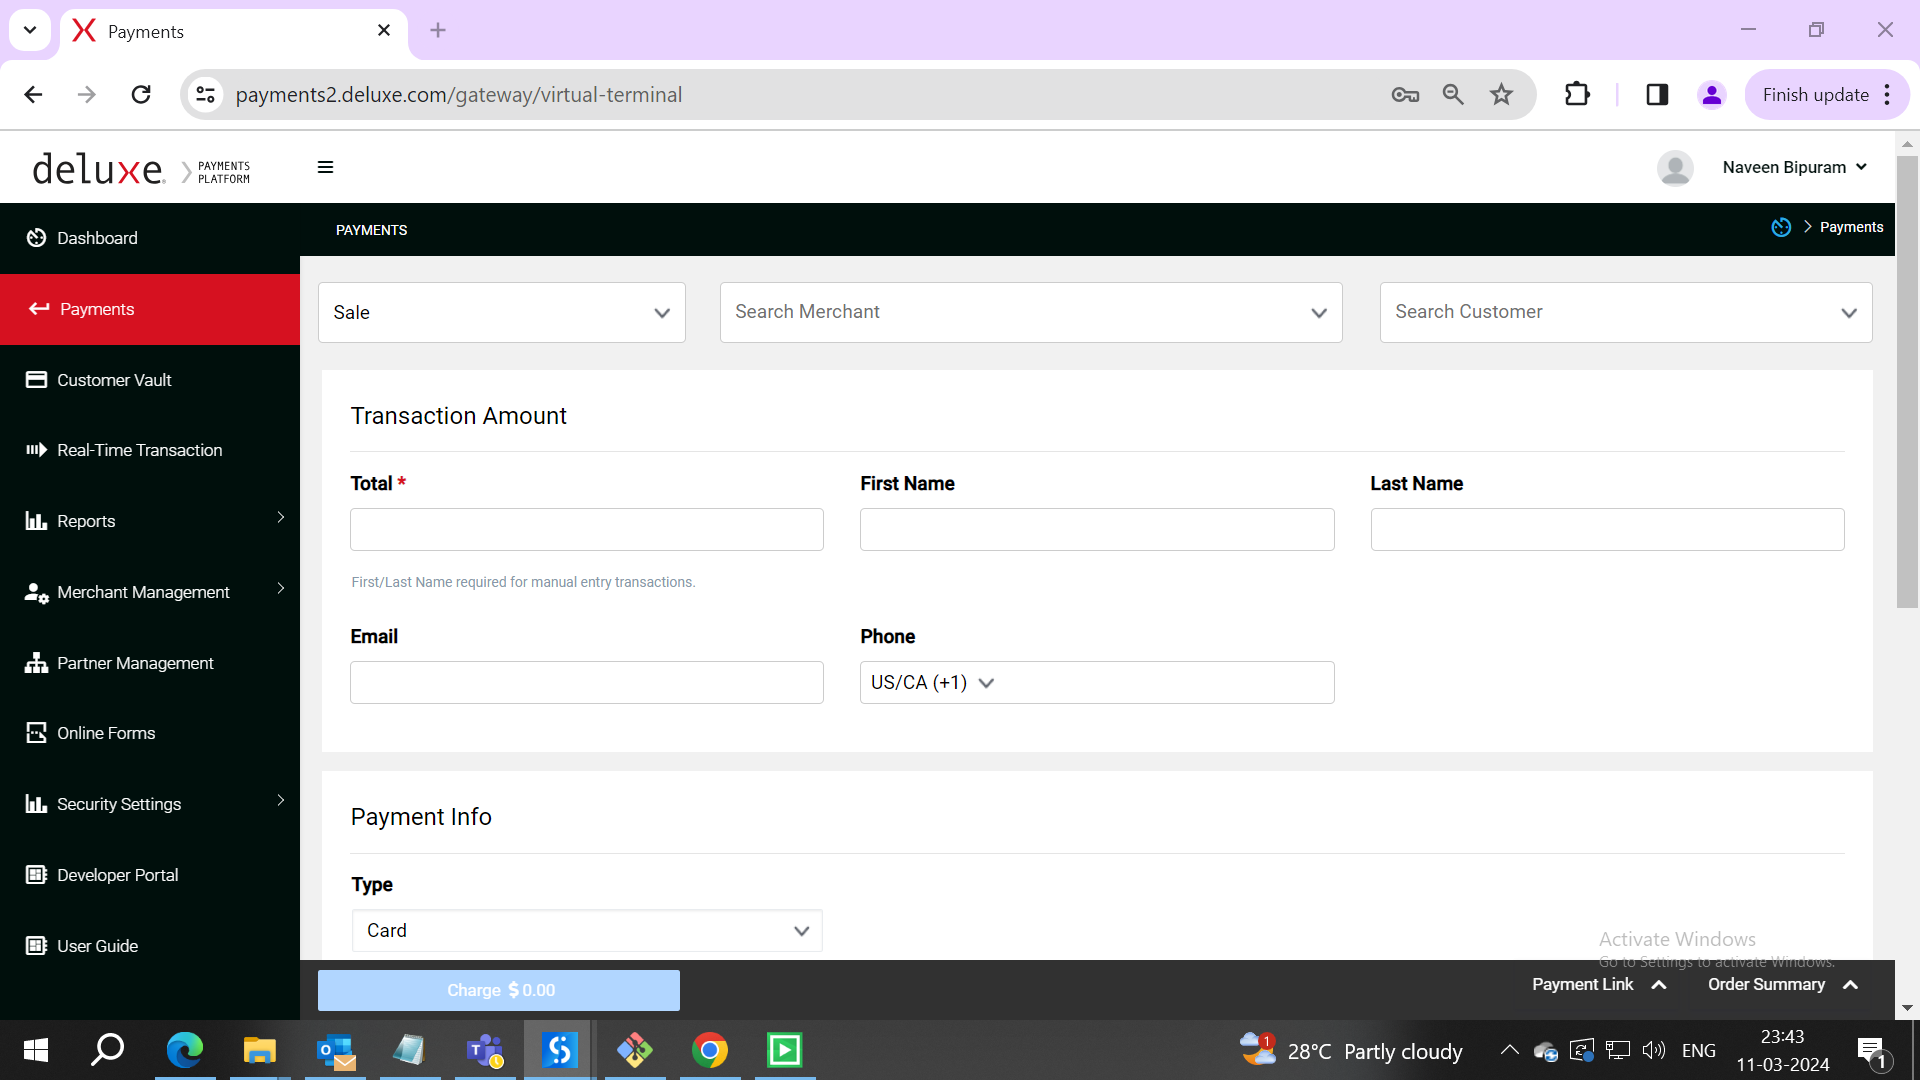 Payments
payments2.deluxe.com/gateway/virtual-terminal
Finish update
deluxe. PAYMENTS PLATFORM
Naveen Bipuram
Dashboard
PAYMENTS
Payments
Payments
Sale
Search Merchant
Search Customer
Customer Vault
Transaction Amount
Real-Time Transaction
Total *
First Name
Last Name
Reports
First/Last Name required for manual entry transactions.
Merchant Management
Email
Phone
Partner Management
US/CA (+1)
Online Forms
Security Settings
Payment Info
Developer Portal
Type
Card
User Guide
Activate Windows
Go to Settings to activate Windows.
Charge $0.00
Payment Link
Order Summary
1
28°C Partly cloudy
ENG
23:43
11-03-2024
1